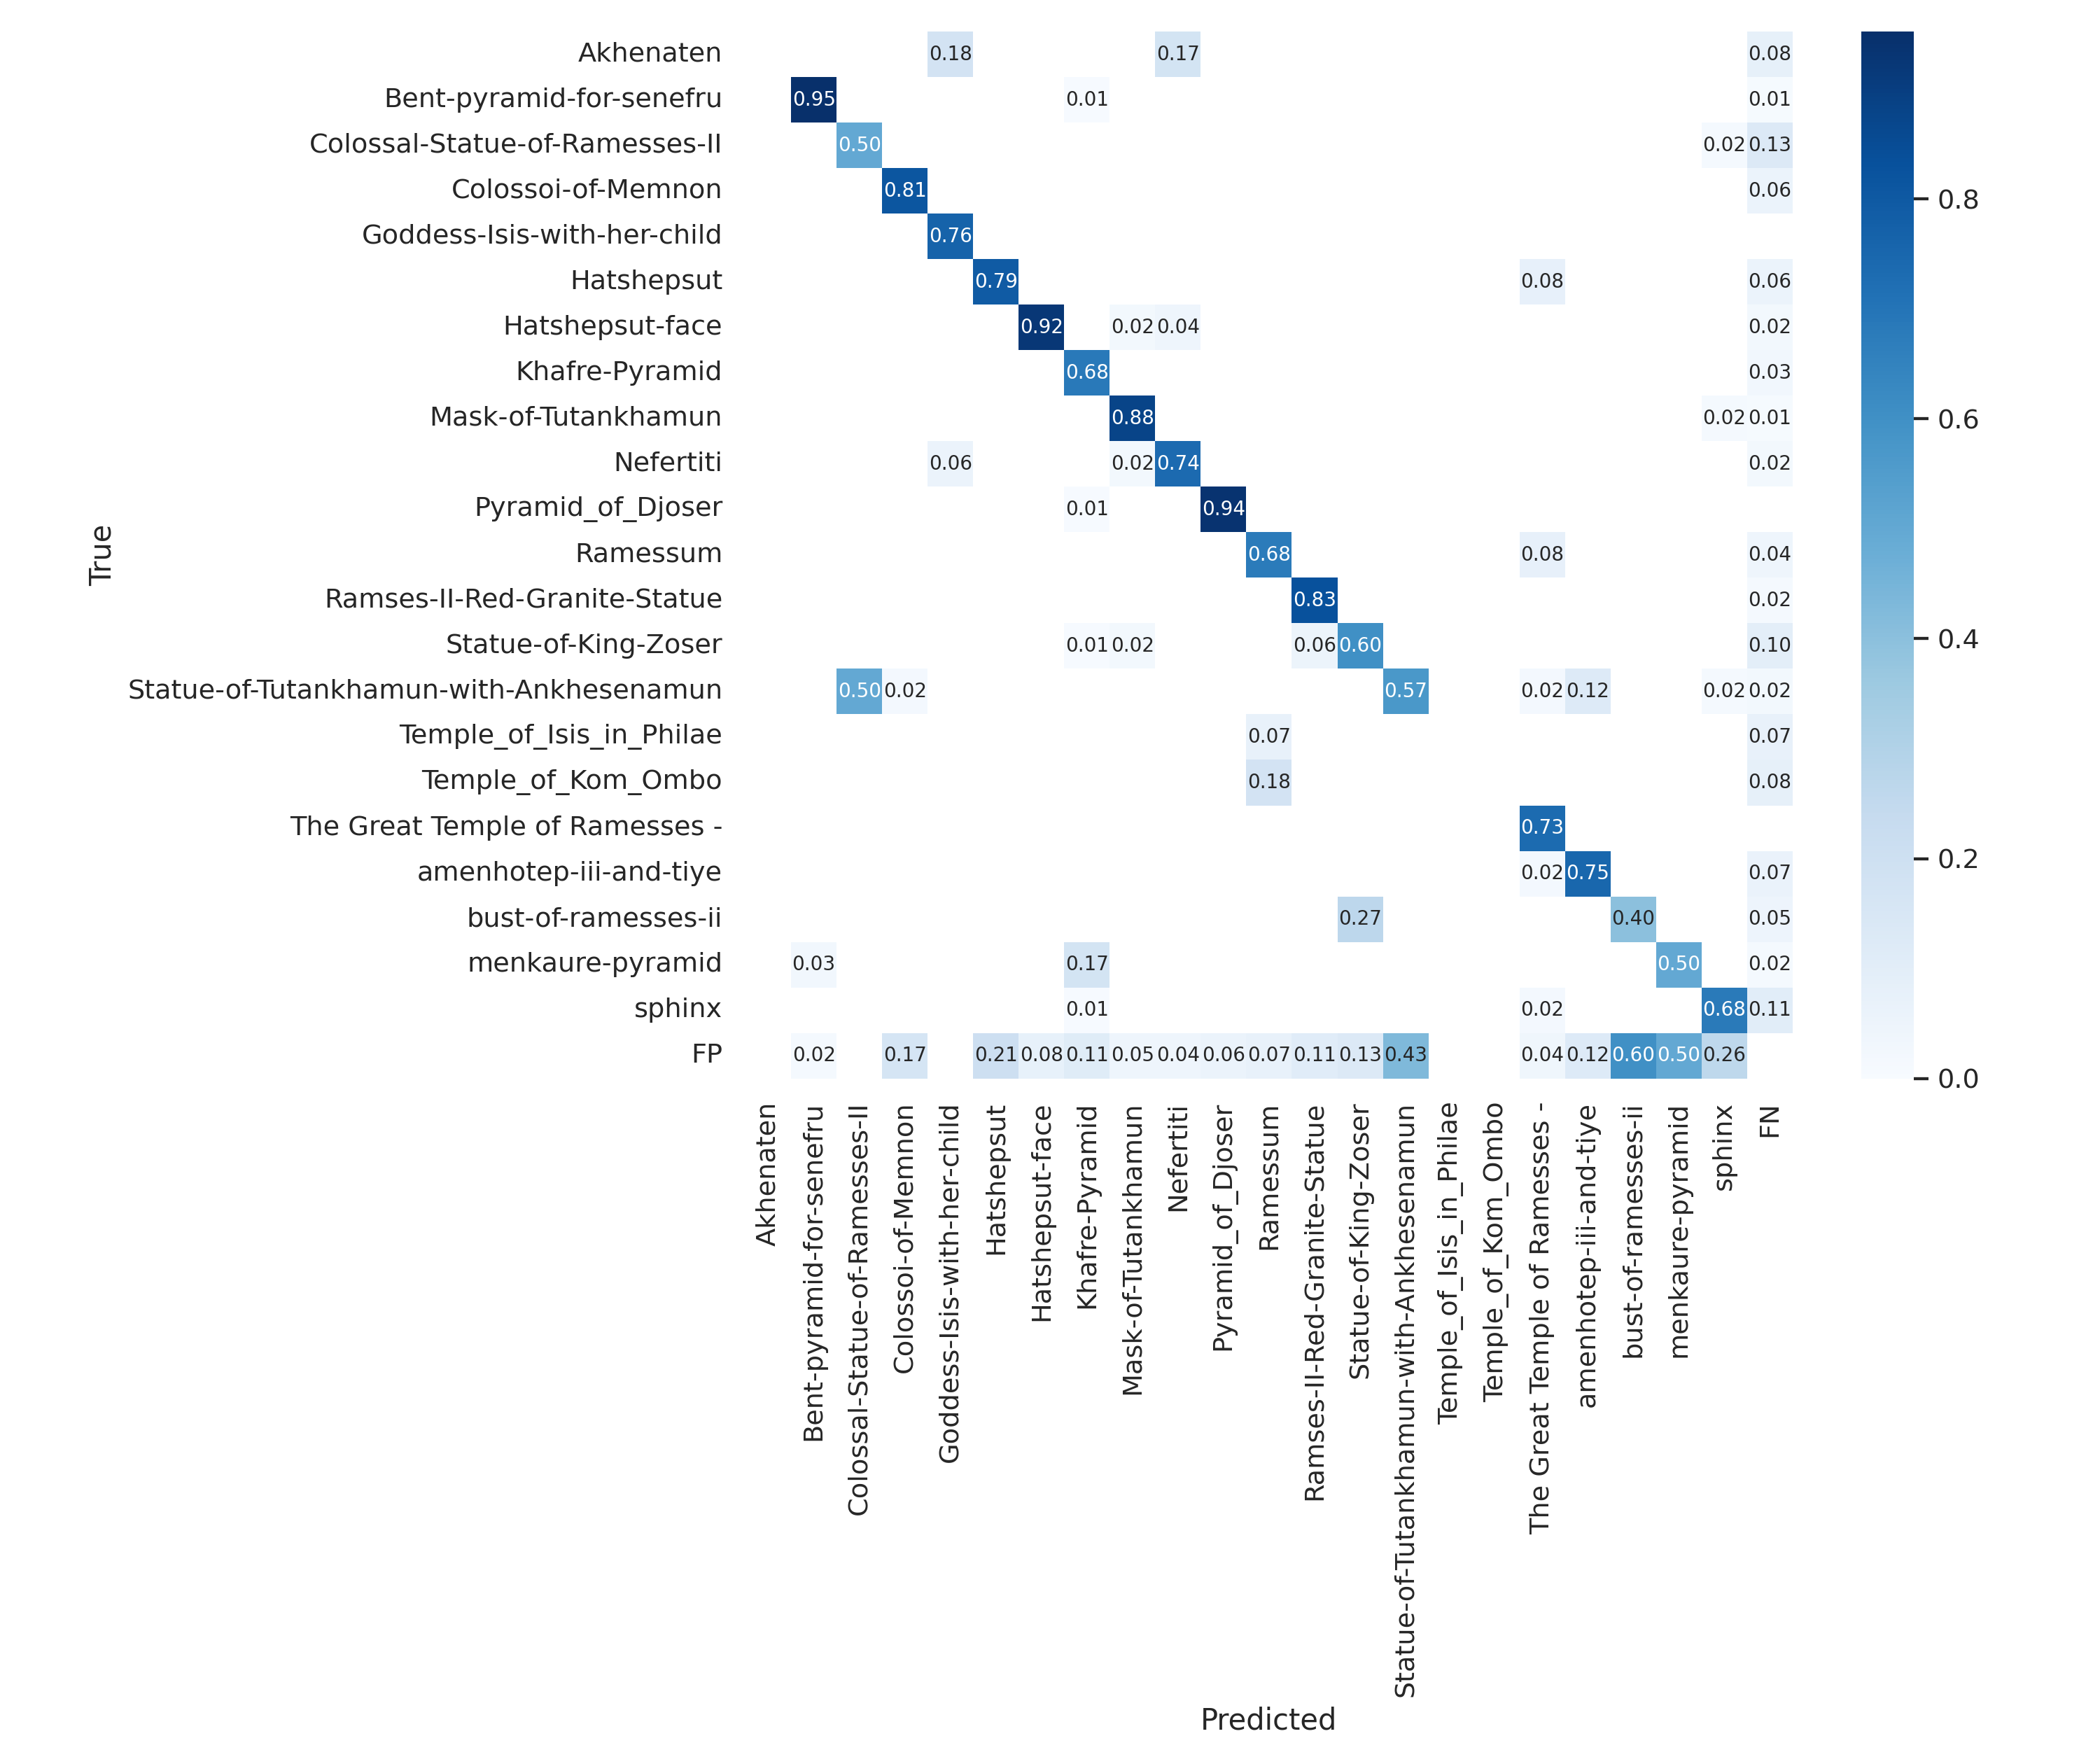 Akhenaten 0.18 0.17 0.08
Bent-pyramid-for-senefru 0.95 0.01 0.01
Colossal-Statue-of-Ramesses-II 0.50 0.02 0.13
Colossoi-of-Memnon 0.81 0.06
Goddess-Isis-with-her-child 0.76
Hatshepsut 0.79 0.08 0.06
Hatshepsut-face 0.92 0.02 0.04 0.02
Khafre-Pyramid 0.68 0.03
Mask-of-Tutankhamun 0.88 0.02 0.01
Nefertiti 0.06 0.02 0.74 0.02
Pyramid_of_Djoser 0.01 0.94
Ramessum 0.68 0.08 0.04
Ramses-II-Red-Granite-Statue 0.83 0.02
Statue-of-King-Zoser 0.01 0.02 0.06 0.60 0.10
Statue-of-Tutankhamun-with-Ankhesenamun 0.50 0.02 0.57 0.02 0.12 0.02 0.02
Temple_of_Isis_in_Philae 0.07 0.07
Temple_of_Kom_Ombo 0.18 0.08
The Great Temple of Ramesses - 0.73
amenhotep-iii-and-tiye 0.02 0.75 0.07
bust-of-ramesses-ii 0.27 0.40 0.05
menkaure-pyramid 0.03 0.17 0.50 0.02
sphinx 0.01 0.02 0.68 0.11
FP 0.02 0.17 0.21 0.08 0.11 0.05 0.04 0.06 0.07 0.11 0.13 0.43 0.04 0.12 0.60 0.50 0.26
True
Akhenaten
Bent-pyramid-for-senefru
Colossal-Statue-of-Ramesses-II
Colossoi-of-Memnon
Goddess-Isis-with-her-child
Hatshepsut
Hatshepsut-face
Khafre-Pyramid
Mask-of-Tutankhamun
Nefertiti
Pyramid_of_Djoser
Ramessum
Ramses-II-Red-Granite-Statue
Statue-of-King-Zoser
Statue-of-Tutankhamun-with-Ankhesenamun
Temple_of_Isis_in_Philae
Temple_of_Kom_Ombo
The Great Temple of Ramesses -
amenhotep-iii-and-tiye
bust-of-ramesses-ii
menkaure-pyramid
sphinx
FN
Predicted
0.8
0.6
0.4
0.2
0.0